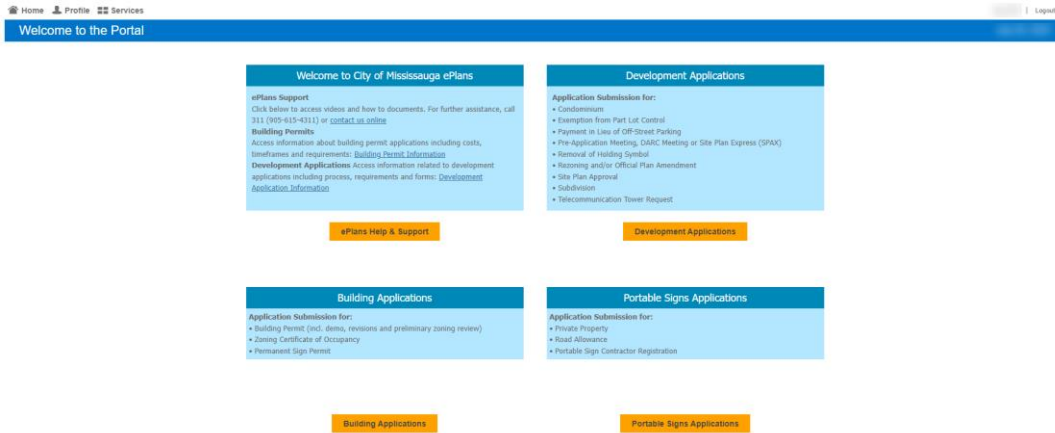 Home Profile Services
| Logout
Welcome to the Portal
Welcome to City of Mississauga ePlans
ePlans Support
Click below to access videos and how to documents. For further assistance, call
311 (905-615-4311) or contact us online
Building Permits
Access information about building permit applications including costs,
timeframes and requirements: Building Permit Information
Development Applications Access information related to development
applications including process, requirements and forms: Development
Application Information
ePlans Help & Support
Development Applications
Application Submission for:
• Condominium
• Exemption from Part Lot Control
• Payment in Lieu of Off-Street Parking
• Pre-Application Meeting, DARC Meeting or Site Plan Express (SPAX)
• Removal of Holding Symbol
• Rezoning and/or Official Plan Amendment
• Site Plan Approval
• Subdivision
• Telecommunication Tower Request
Development Applications
Building Applications
Application Submission for:
• Building Permit (incl. demo, revisions and preliminary zoning review)
• Zoning Certificate of Occupancy
• Permanent Sign Permit
Building Applications
Portable Signs Applications
Application Submission for:
• Private Property
• Road Allowance
• Portable Sign Contractor Registration
Portable Signs Applications